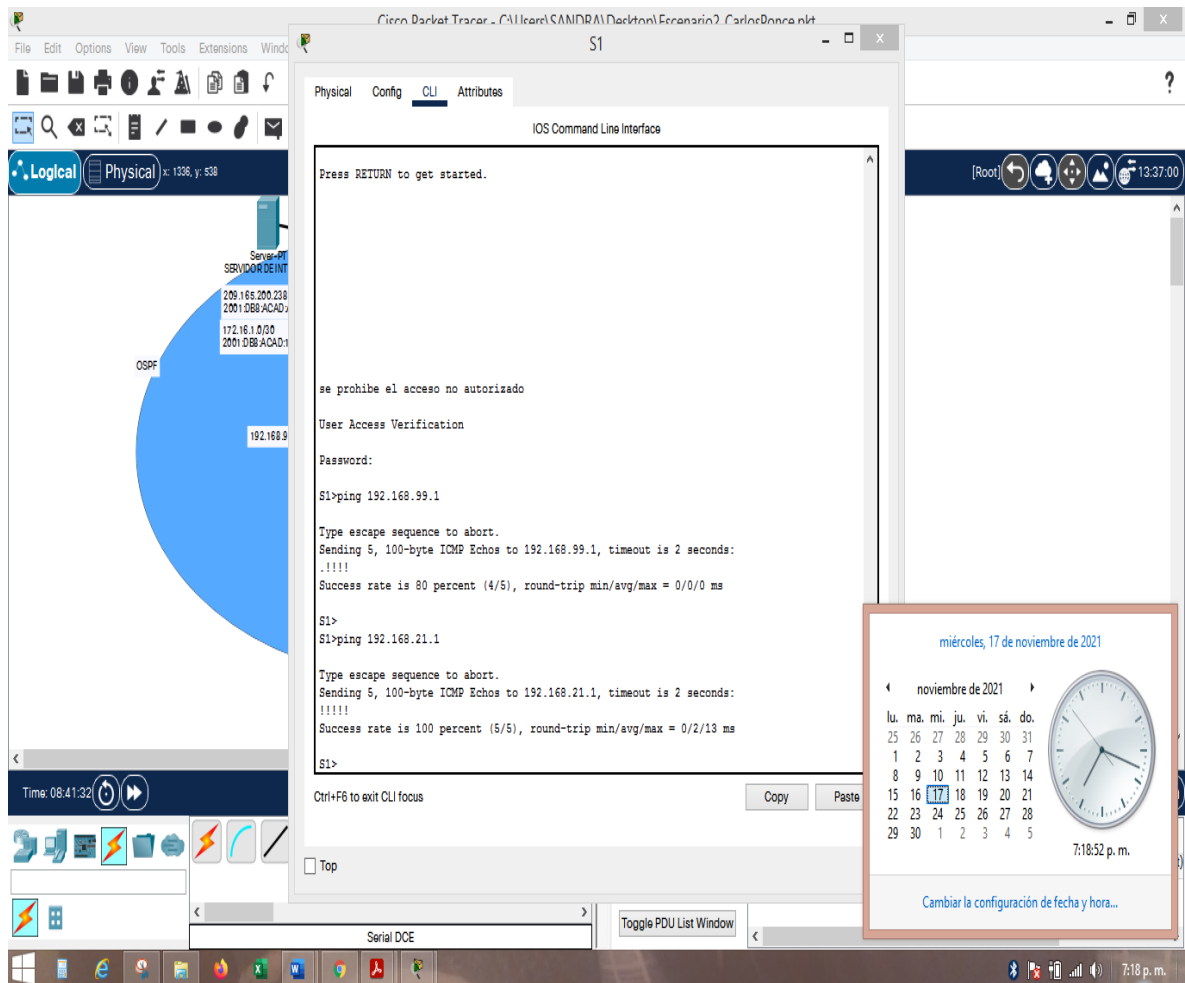 Cisco Packet Tracer - C:\Users\SANDRA\Desktop\Escenario2_CarlosPonce.pkt
File Edit Options View Tools Extensions
S1
Physical Config CLI Attributes
IOS Command Line Interface
?
Logical
Physical
x: 1336, y: 538
[Root]
13:37:00
Press RETURN to get started.
Server-PT
209.165.200.238
172.16.1.0/30
OSPF
se prohibe el acceso no autorizado
User Access Verification
Password:
S1>ping 192.168.99.1
Type escape sequence to abort.
Sending 5, 100-byte ICMP Echos to 192.168.99.1, timeout is 2 seconds:
.!!!!
Success rate is 80 percent (4/5), round-trip min/avg/max = 0/0/0 ms
S1>
S1>ping 192.168.21.1
Type escape sequence to abort.
Sending 5, 100-byte ICMP Echos to 192.168.21.1, timeout is 2 seconds:
!!!!!
Success rate is 100 percent (5/5), round-trip min/avg/max = 0/2/13 ms
S1>
Ctrl+F6 to exit CLI focus
Copy
Paste
Top
Time: 08:41:32
miércoles, 17 de noviembre de 2021
noviembre de 2021
lu. ma. mi. ju. vi. sá. do.
25 26 27 28 29 30 31
1 2 3 4 5 6 7
8 9 10 11 12 13 14
15 16 17 18 19 20 21
22 23 24 25 26 27 28
29 30 1 2 3 4 5
7:18:52 p. m.
Cambiar la configuración de fecha y hora...
Toggle PDU List Window
Serial DCE
7:18 p. m.